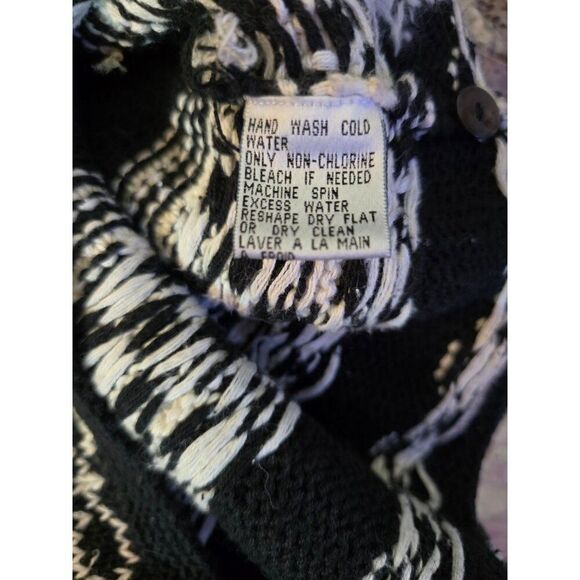 HAND WASH COLD
WATER
ONLY NON-CHLORINE
BLEACH IF NEEDED
MACHINE SPIN
EXCESS WATER
RESHAPE DRY FLAT
OR DRY CLEAN
LAVER A LA MAIN
A FROID